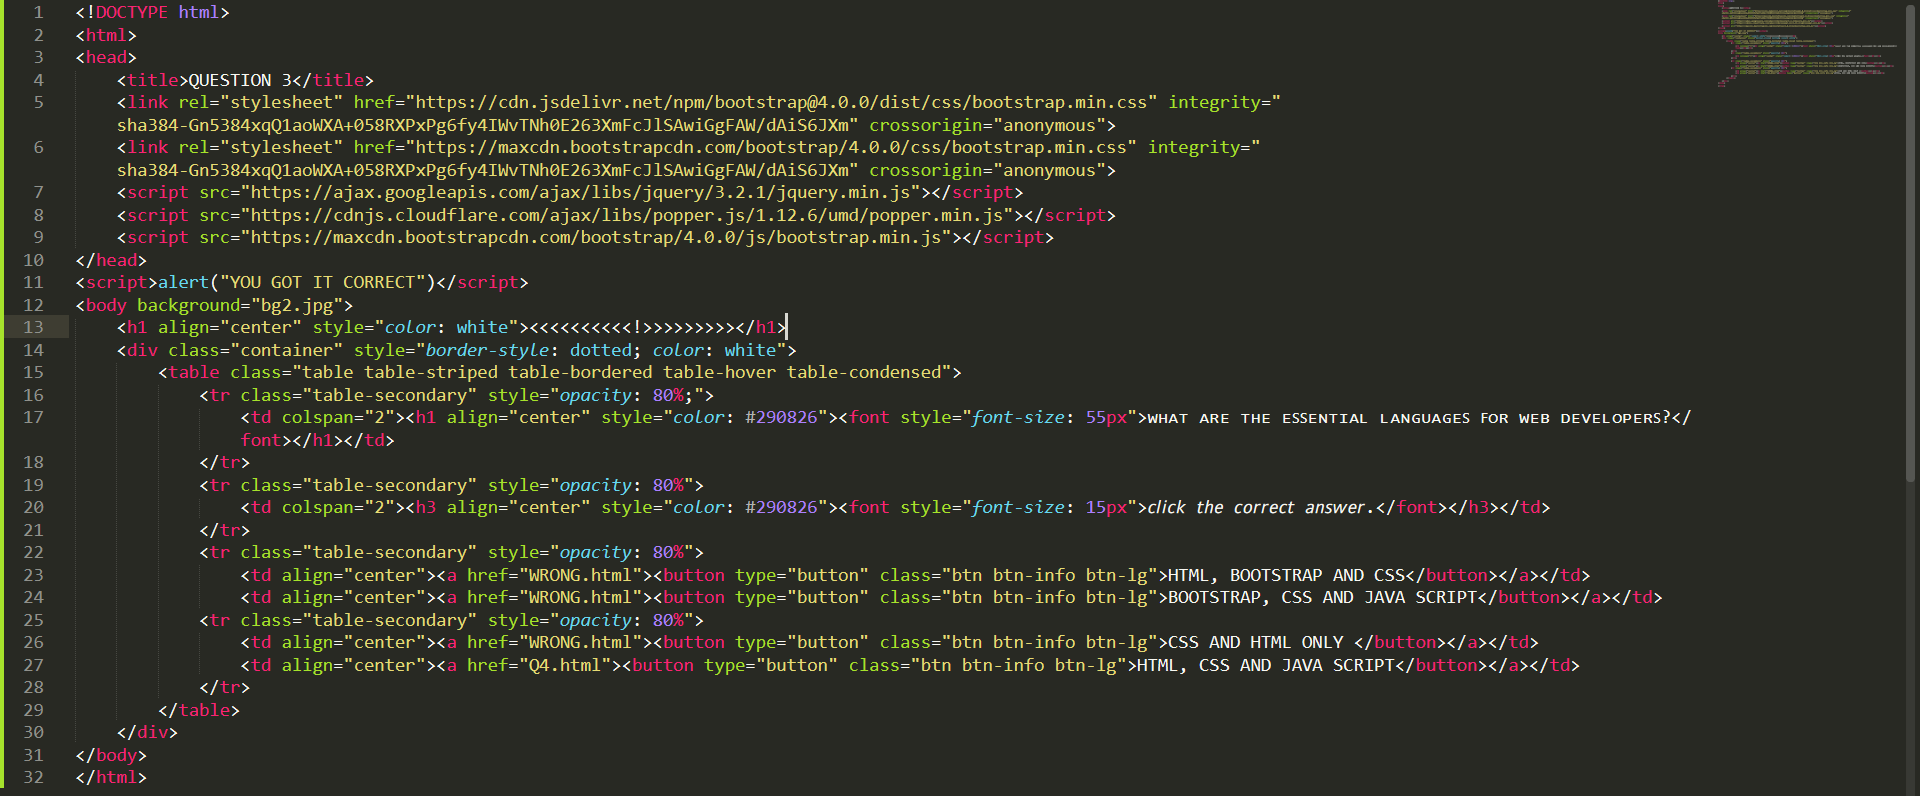 1 <!DOCTYPE html>
2 <html>
3 <head>
4 <title>QUESTION 3</title>
5 <link rel="stylesheet" href="https://cdn.jsdelivr.net/npm/bootstrap@4.0.0/dist/css/bootstrap.min.css" integrity="
sha384-Gn5384xqQ1aoWXA+058RXPxPg6fy4IWvTNh0E263XmFcJlSAwiGgFAW/dAiS6JXm" crossorigin="anonymous">
6 <link rel="stylesheet" href="https://maxcdn.bootstrapcdn.com/bootstrap/4.0.0/css/bootstrap.min.css" integrity="
sha384-Gn5384xqQ1aoWXA+058RXPxPg6fy4IWvTNh0E263XmFcJlSAwiGgFAW/dAiS6JXm" crossorigin="anonymous">
7 <script src="https://ajax.googleapis.com/ajax/libs/jquery/3.2.1/jquery.min.js"></script>
8 <script src="https://cdnjs.cloudflare.com/ajax/libs/popper.js/1.12.6/umd/popper.min.js"></script>
9 <script src="https://maxcdn.bootstrapcdn.com/bootstrap/4.0.0/js/bootstrap.min.js"></script>
10 </head>
11 <script>alert("YOU GOT IT CORRECT")</script>
12 <body background="bg2.jpg">
13 <h1 align="center" style="color: white"><<<<<<<<<<!>>>>>>>>></h1>
14 <div class="container" style="border-style: dotted; color: white">
15 <table class="table table-striped table-bordered table-hover table-condensed">
16 <tr class="table-secondary" style="opacity: 80%;">
17 <td colspan="2"><h1 align="center" style="color: #290826"><font style="font-size: 55px">ᴡʜᴀᴛ ᴀʀᴇ ᴛʜᴇ ᴇꜱꜱᴇɴᴛɪᴀʟ ʟᴀɴɢᴜᴀɢᴇꜱ ꜰᴏʀ ᴡᴇʙ ᴅᴇᴠᴇʟᴏᴘᴇʀꜱ?</
font></h1></td>
18 </tr>
19 <tr class="table-secondary" style="opacity: 80%">
20 <td colspan="2"><h3 align="center" style="color: #290826"><font style="font-size: 15px">𝘤𝘭𝘪𝘤𝘬 𝘵𝘩𝘦 𝘤𝘰𝘳𝘳𝘦𝘤𝘵 𝘢𝘯𝘴𝘸𝘦𝘳.</font></h3></td>
21 </tr>
22 <tr class="table-secondary" style="opacity: 80%">
23 <td align="center"><a href="WRONG.html"><button type="button" class="btn btn-info btn-lg">HTML, BOOTSTRAP AND CSS</button></a></td>
24 <td align="center"><a href="WRONG.html"><button type="button" class="btn btn-info btn-lg">BOOTSTRAP, CSS AND JAVA SCRIPT</button></a></td>
25 <tr class="table-secondary" style="opacity: 80%">
26 <td align="center"><a href="WRONG.html"><button type="button" class="btn btn-info btn-lg">CSS AND HTML ONLY </button></a></td>
27 <td align="center"><a href="Q4.html"><button type="button" class="btn btn-info btn-lg">HTML, CSS AND JAVA SCRIPT</button></a></td>
28 </tr>
29 </table>
30 </div>
31 </body>
32 </html>